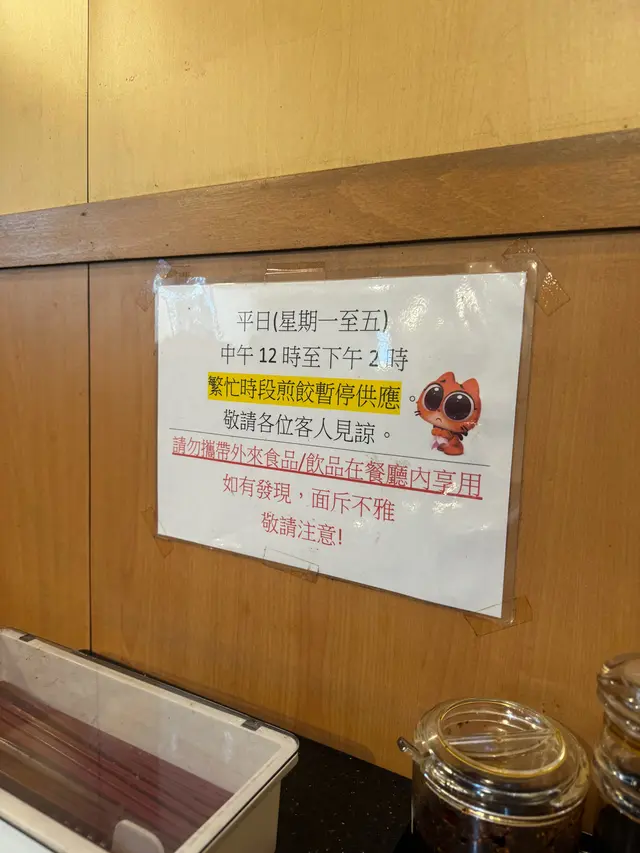 平日(星期一至五)
中午 12 時至下午 2 時
繁忙時段煎餃暫停供應。
敬請各位客人見諒。
請勿攜帶外來食品/飲品在餐廳內享用
如有發現，面斥不雅
敬請注意!